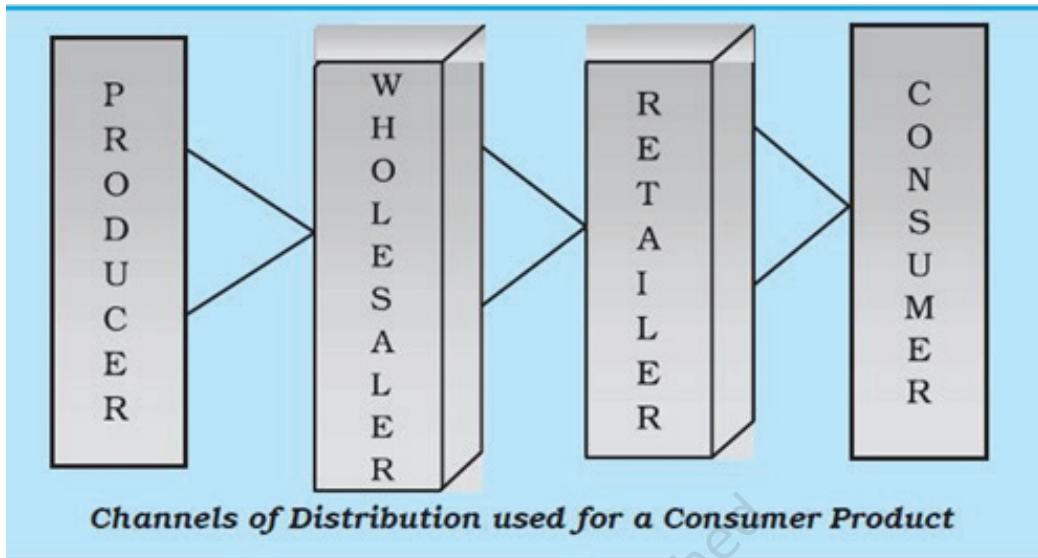 PRODUCER
WHOLESALER
RETAILER
CONSUMER
Channels of Distribution used for a Consumer Product